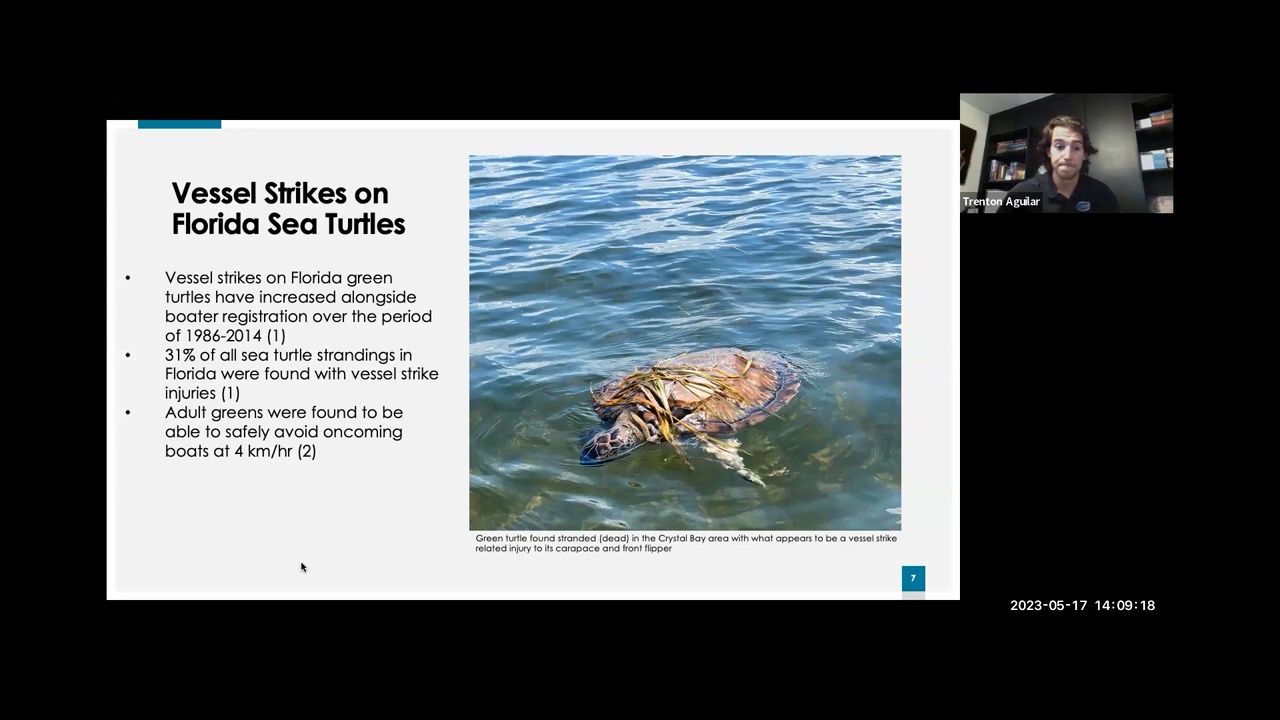 Vessel Strikes on
Florida Sea Turtles
• Vessel strikes on Florida green
turtles have increased alongside
boater registration over the period
of 1986-2014 (1)
• 31% of all sea turtle strandings in
Florida were found with vessel strike
injuries (1)
• Adult greens were found to be
able to safely avoid oncoming
boats at 4 km/hr (2)
Green turtle found stranded (dead) in the Crystal Bay area with what appears to be a vessel strike
related injury to its carapace and front flipper
7
Trenton Aguilar
2023-05-17 14:09:18